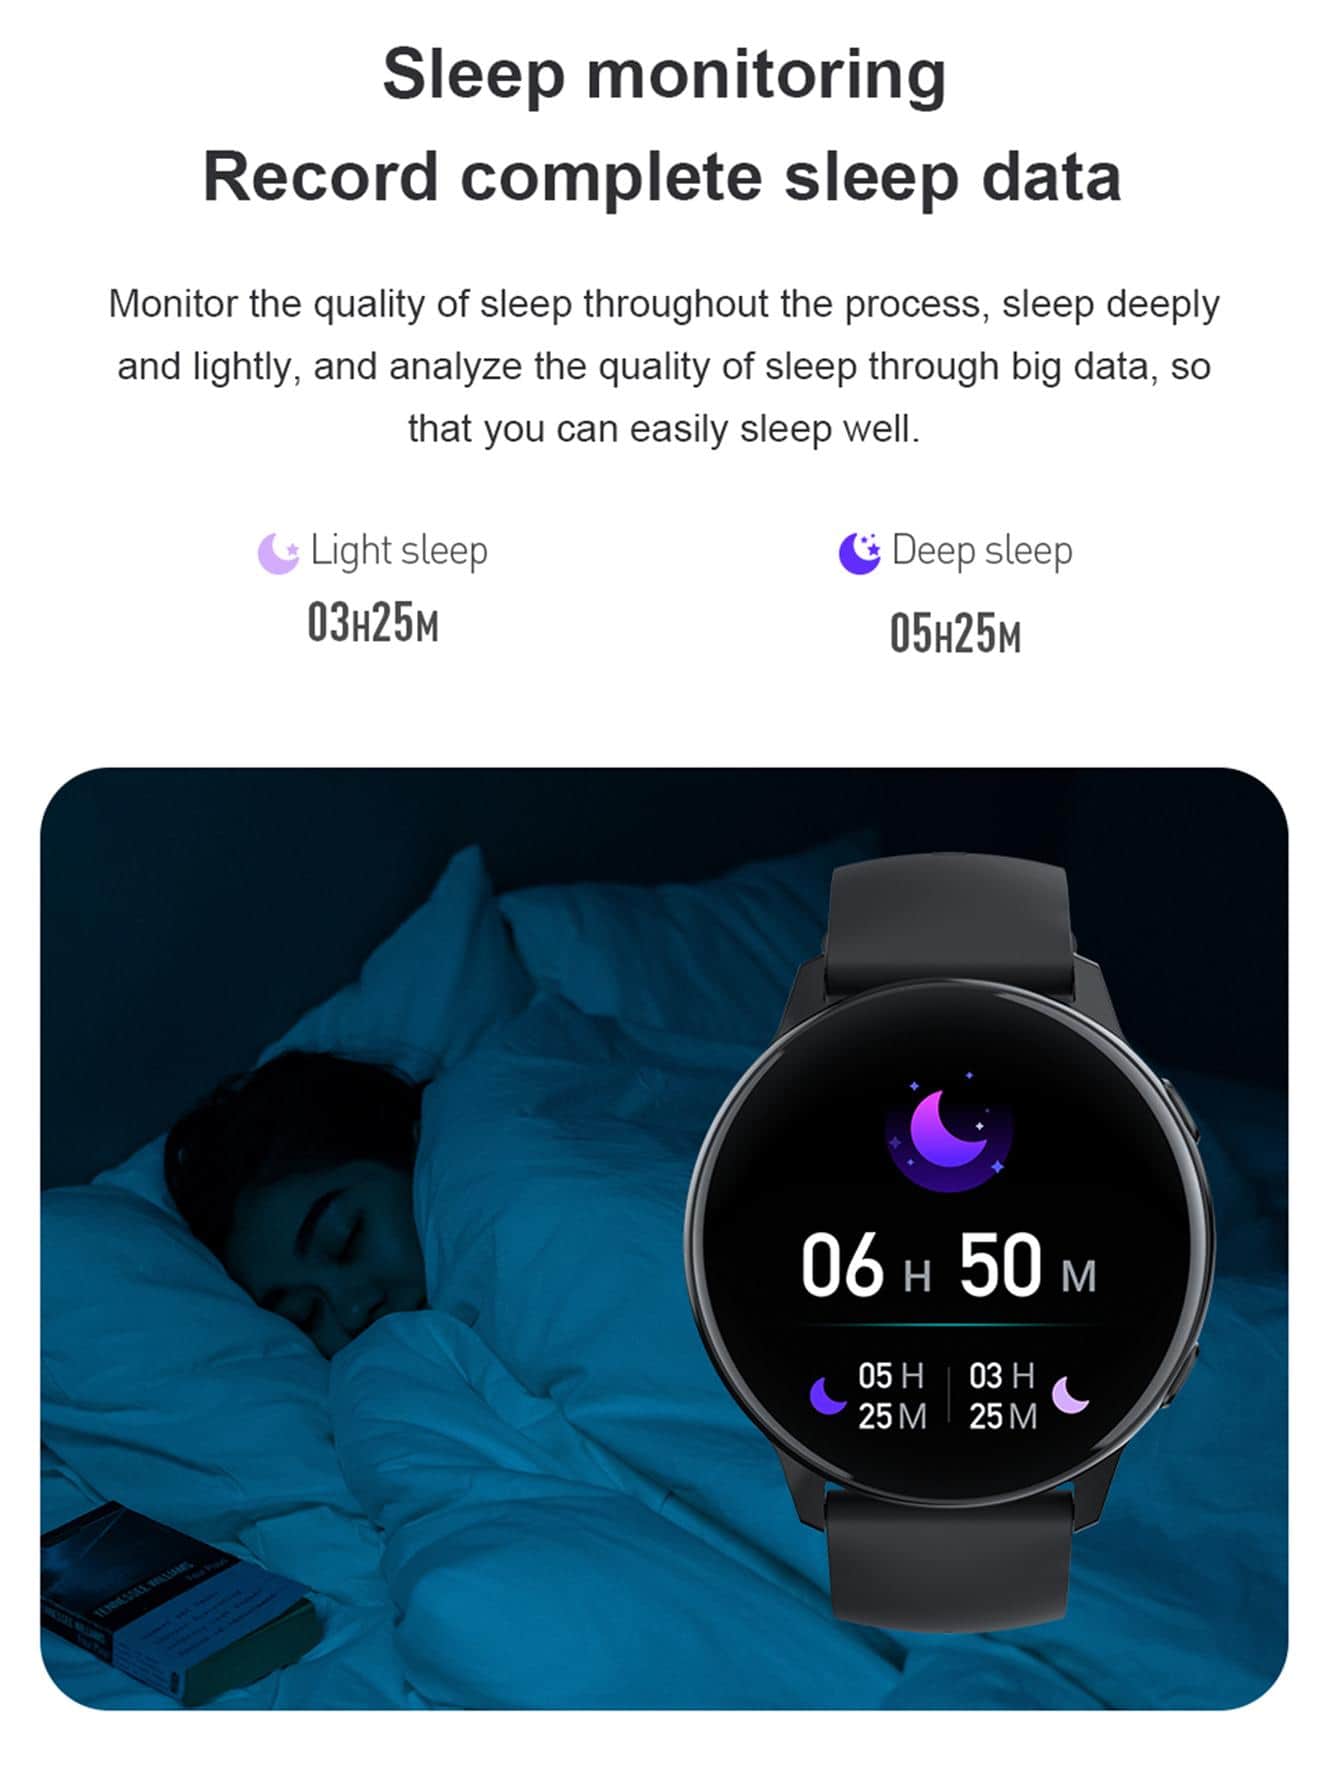 Sleep monitoring
Record complete sleep data
Monitor the quality of sleep throughout the process, sleep deeply
and lightly, and analyze the quality of sleep through big data, so
that you can easily sleep well.
Light sleep
03H25M
Deep sleep
05H25M
06 H 50 M
05 H
25 M
03 H
25 M
TENNESSEE WILLIAMS